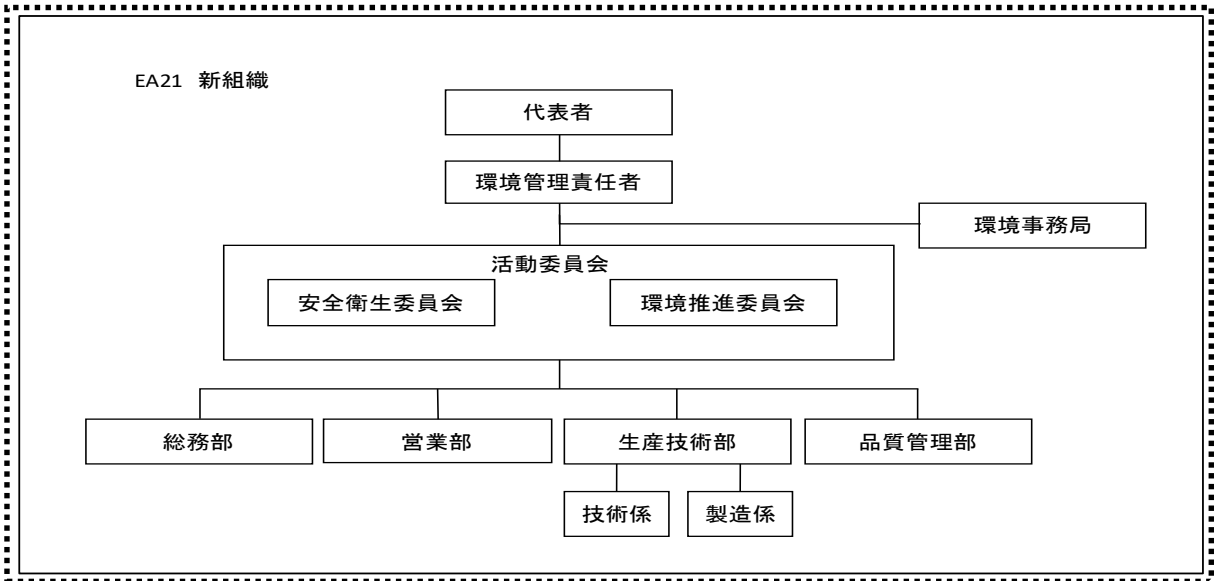 EA21 新組織
代表者
環境管理責任者
環境事務局
活動委員会
安全衛生委員会
環境推進委員会
総務部
営業部
生産技術部
品質管理部
技術係
製造係